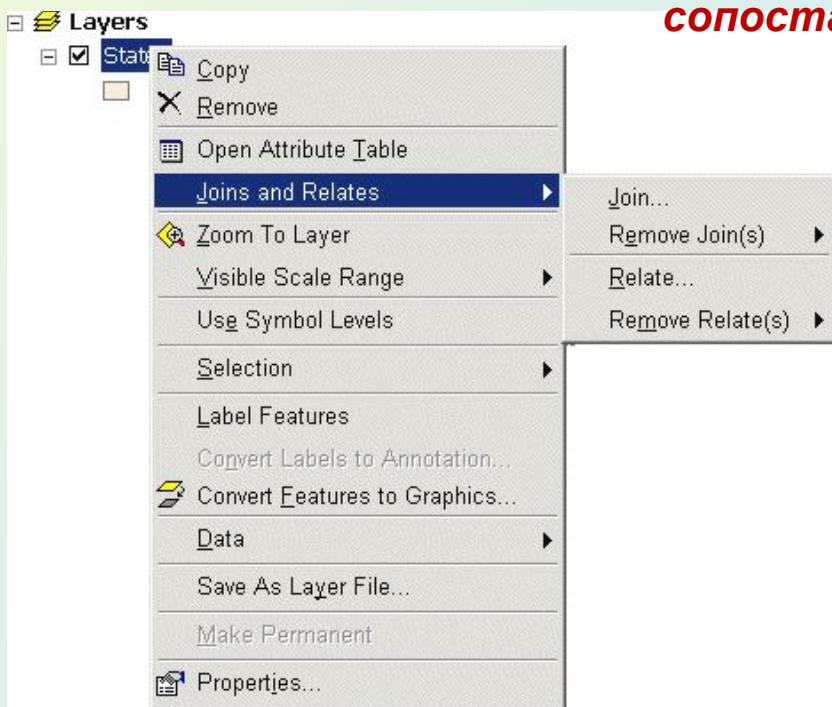 сопоста
Layers
State
Copy
Remove
Open Attribute Table
Joins and Relates
Zoom To Layer
Visible Scale Range
Use Symbol Levels
Selection
Label Features
Convert Labels to Annotation...
Convert Features to Graphics...
Data
Save As Layer File...
Make Permanent
Properties...
Join...
Remove Join(s)
Relate...
Remove Relate(s)